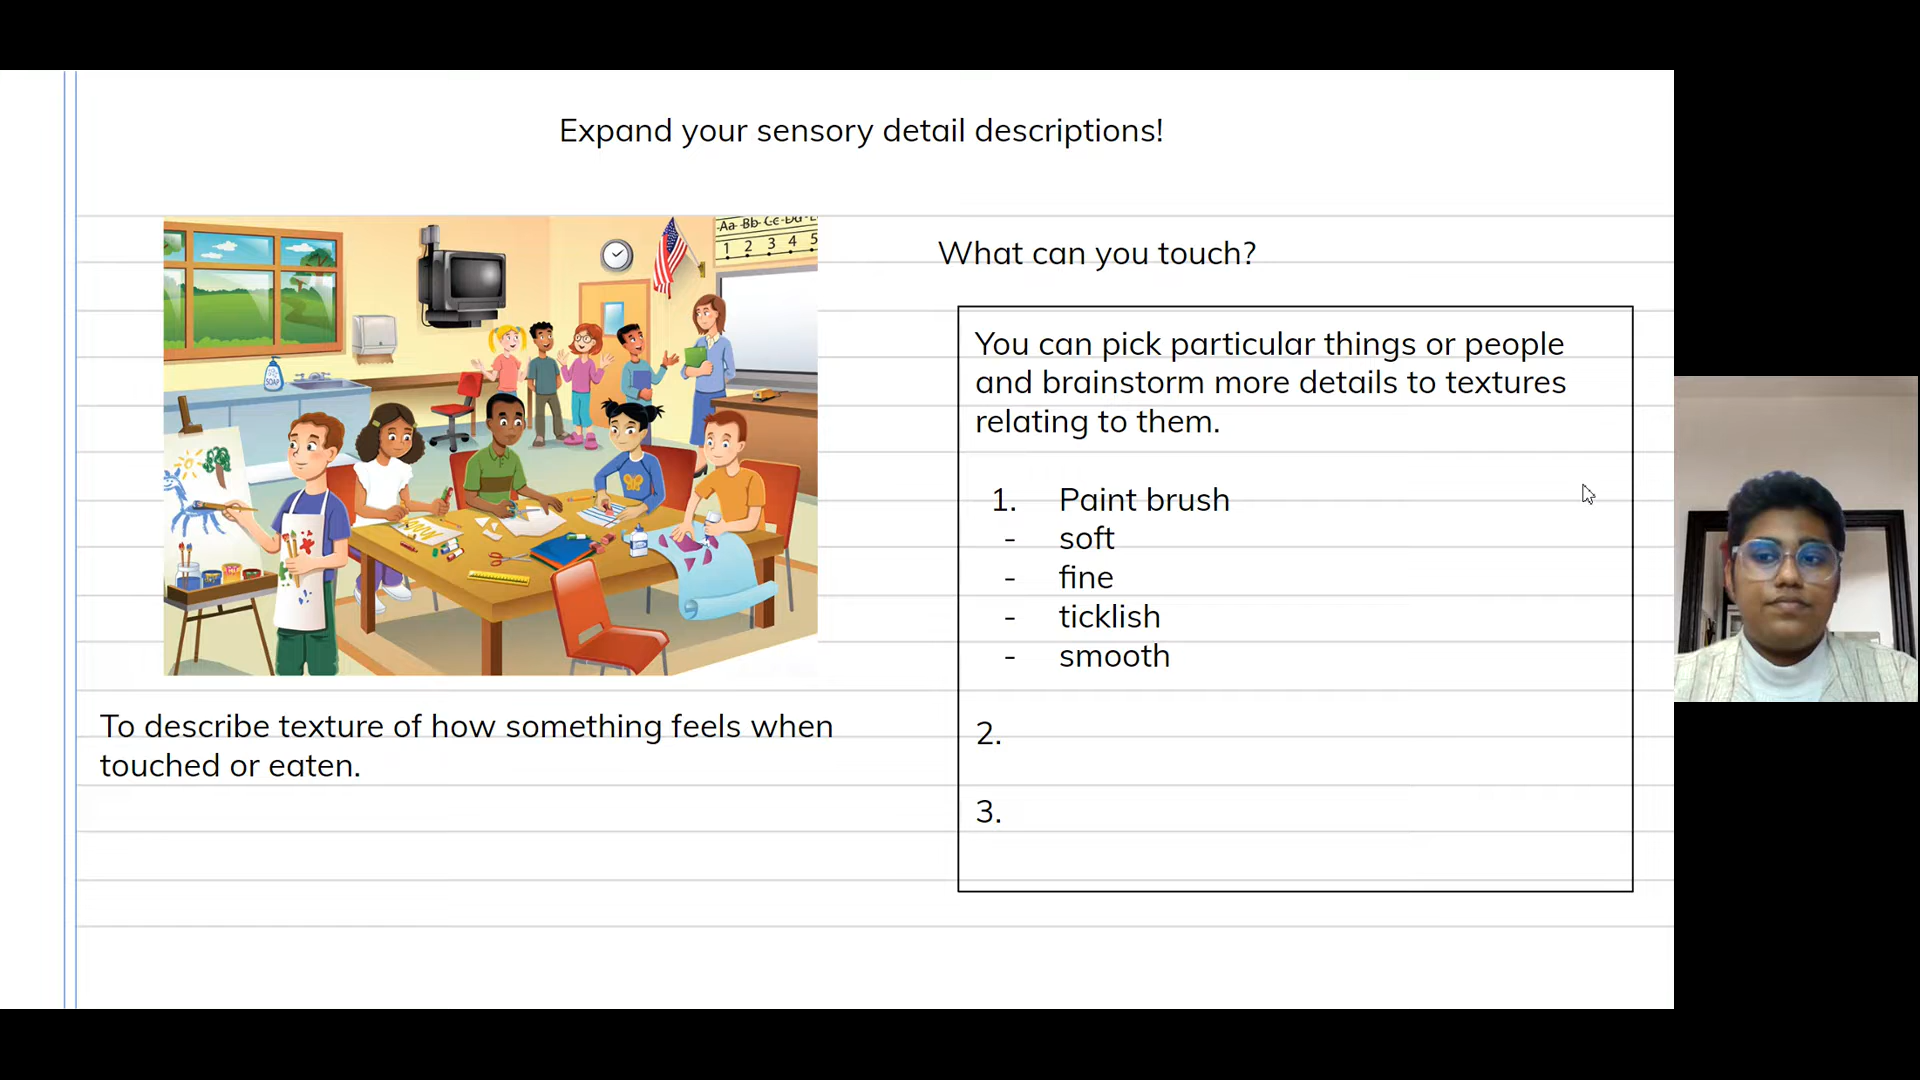 Expand your sensory detail descriptions!
Aa Bb Cc Dd
1 2 3 4 5
SOAP
What can you touch?
You can pick particular things or people
and brainstorm more details to textures
relating to them.
1. Paint brush
- soft
- fine
- ticklish
- smooth
2.
3.
To describe texture of how something feels when
touched or eaten.